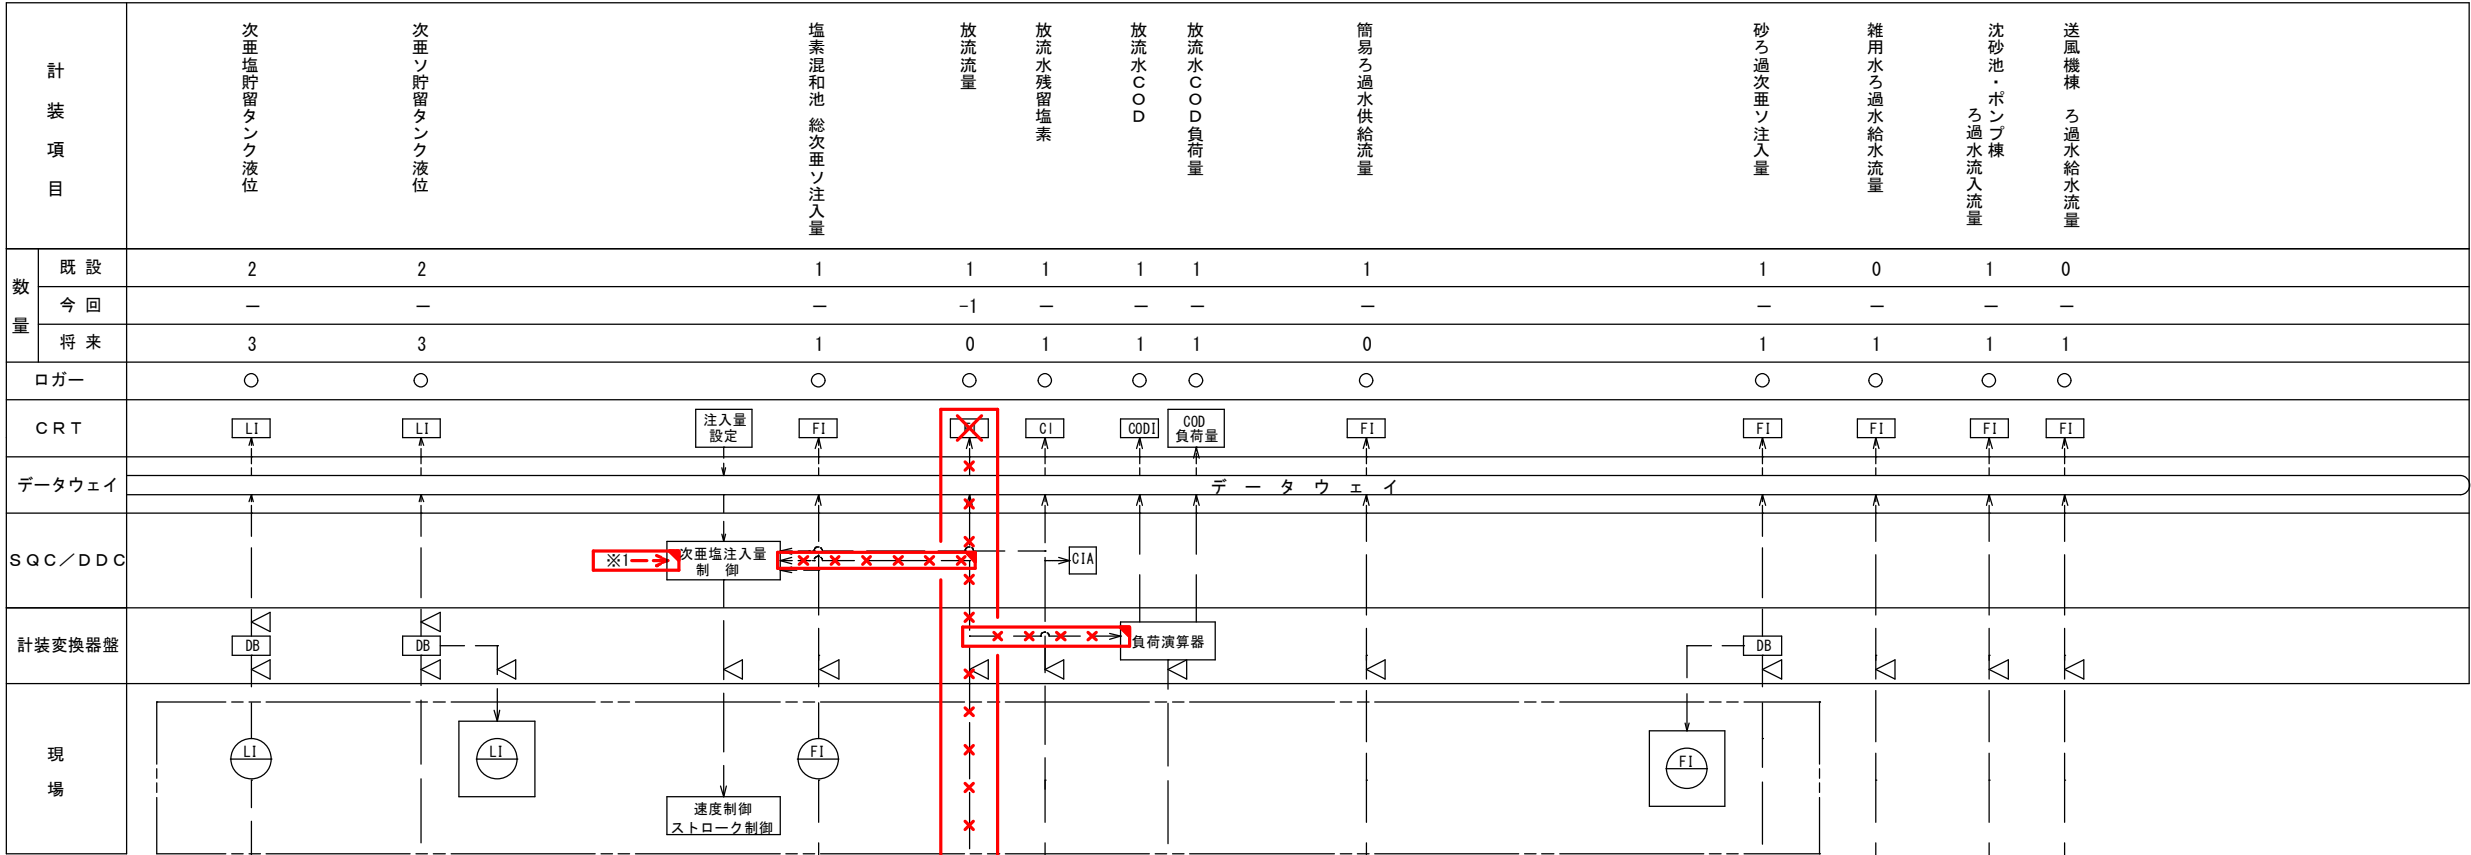 計装項目
次亜塩貯留タンク液位
次亜ソ貯留タンク液位
塩素混和池 総次亜ソ注入量
放流流量
放流水残留塩素
放流水COD
放流水COD負荷量
簡易ろ過水供給流量
砂ろ過次亜ソ注入量
雑用水ろ過水給水流量
沈砂池・ポンプ棟
ろ過水流入流量
送風機棟 ろ過水給水流量
数量
既設 2 2 1 1 1 1 1 1 1 0 1 0
今回 - - - -1 - - - - - - - -
将来 3 3 1 0 1 1 1 0 1 1 1 1
ロガー ○ ○ ○ ○ ○ ○ ○ ○ ○ ○ ○ ○
CRT
LI
LI
注入量
設定
FI
CI
CODI
COD
負荷量
FI
FI
FI
FI
FI
データウェイ
データウェイ
SQC/DDC
※1
次亜塩注入量
制御
CIA
計装変換器盤
DB
DB
負荷演算器
DB
現場
LI
LI
FI
FI
速度制御
ストローク制御